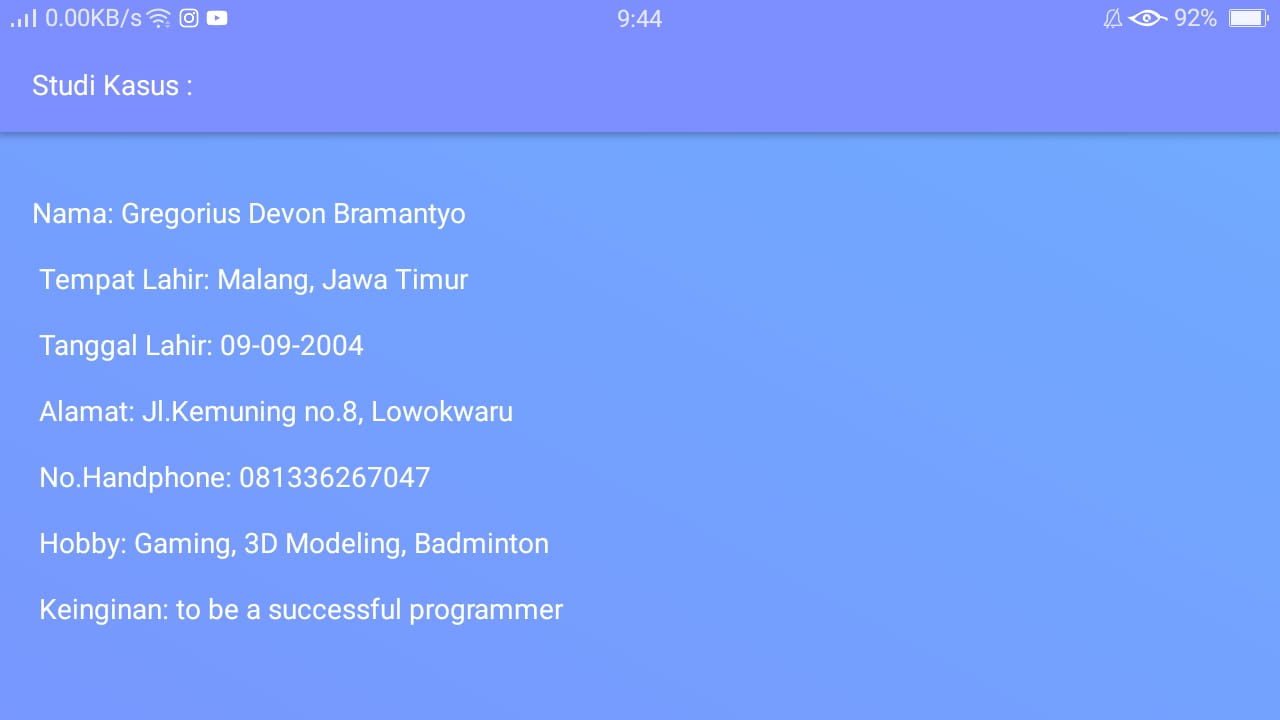 0.00KB/s 9:44 92%
Studi Kasus :
Nama: Gregorius Devon Bramantyo
Tempat Lahir: Malang, Jawa Timur
Tanggal Lahir: 09-09-2004
Alamat: Jl.Kemuning no.8, Lowokwaru
No.Handphone: 081336267047
Hobby: Gaming, 3D Modeling, Badminton
Keinginan: to be a successful programmer